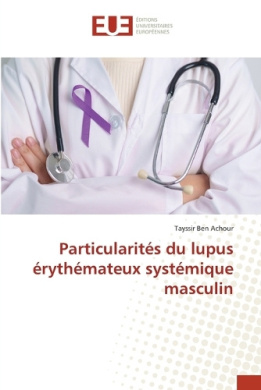 EUE
ÉDITIONS
UNIVERSITAIRES
EUROPÉENNES
Tayssir Ben Achour
Particularités du lupus
érythémateux systémique
masculin